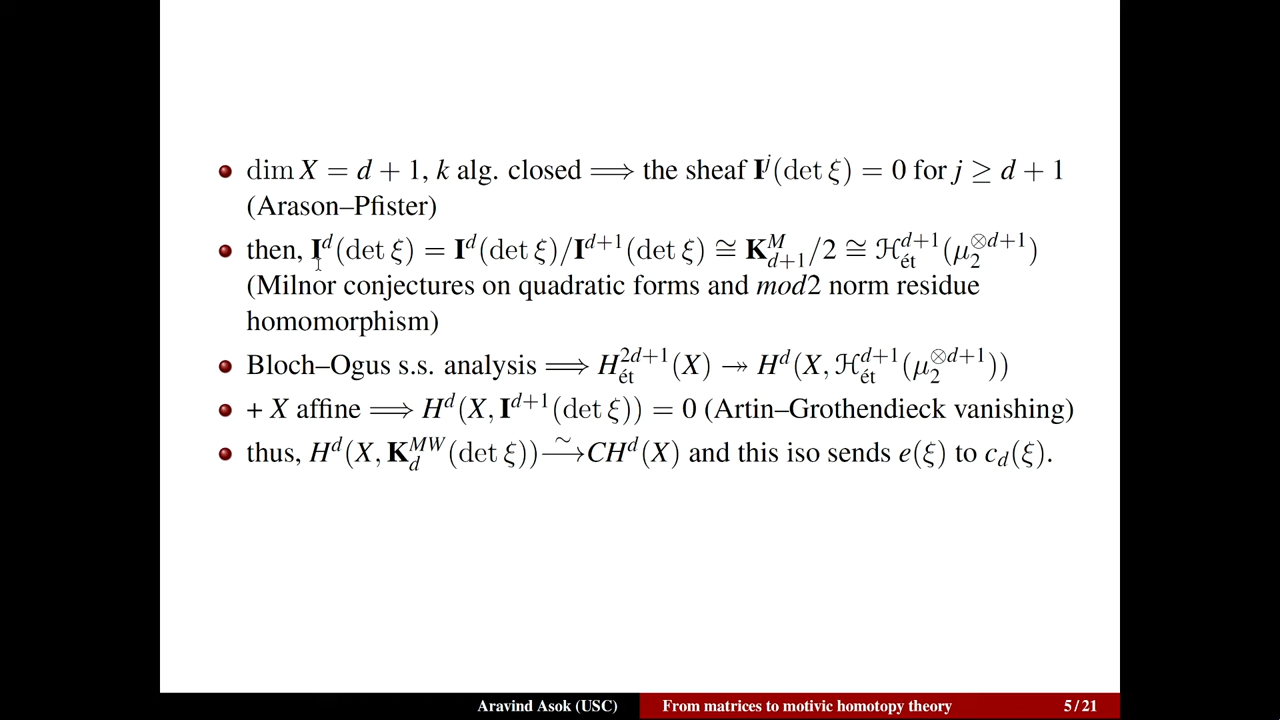 dim X = d + 1, k alg. closed ⟹ the sheaf I^j(det ξ) = 0 for j ≥ d + 1
(Arason–Pfister)
then, I^d(det ξ) = I^d(det ξ)/I^{d+1}(det ξ) ≅ K^M_{d+1}/2 ≅ ℋ^{d+1}_{ét}(μ_2^{⊗d+1})
(Milnor conjectures on quadratic forms and mod2 norm residue
homomorphism)
Bloch–Ogus s.s. analysis ⟹ H^{2d+1}_{ét}(X) ↠ H^d(X, ℋ^{d+1}_{ét}(μ_2^{⊗d+1}))
+ X affine ⟹ H^d(X, I^{d+1}(det ξ)) = 0 (Artin–Grothendieck vanishing)
thus, H^d(X, K^{MW}_d(det ξ)) ⥲ CH^d(X) and this iso sends e(ξ) to c_d(ξ).
Aravind Asok (USC) From matrices to motivic homotopy theory 5 / 21